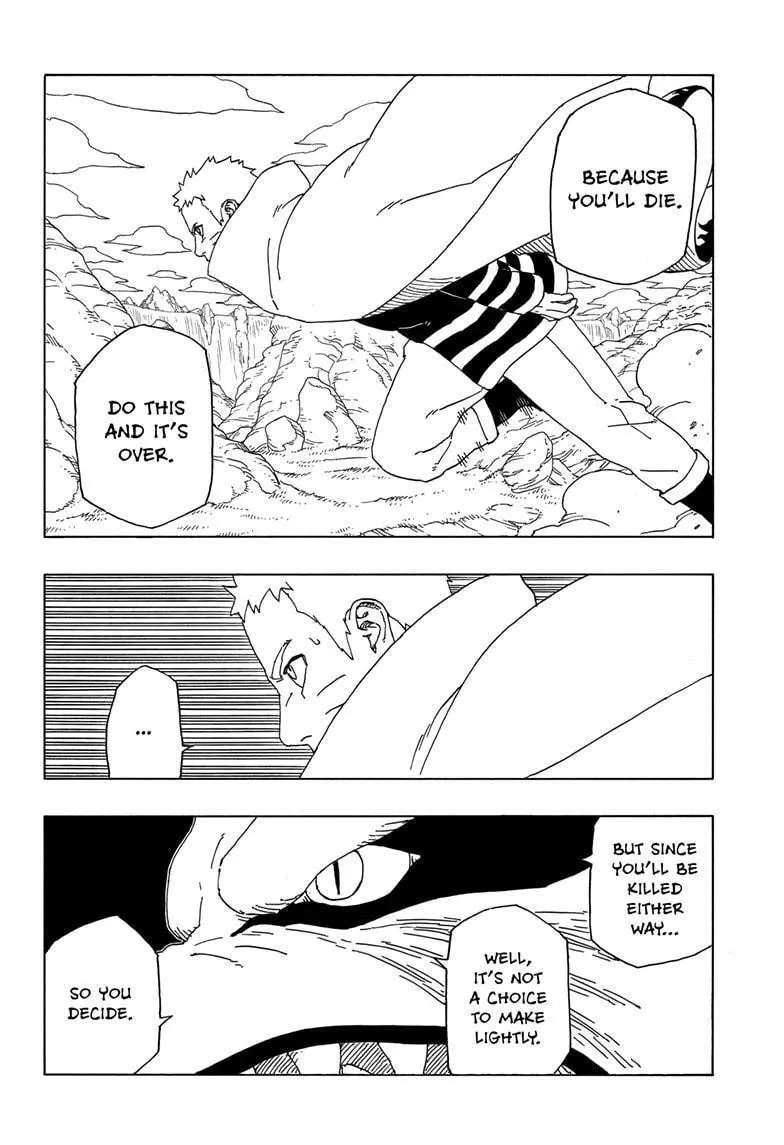 BECAUSE
YOU'LL DIE.
DO THIS
AND IT'S
OVER.
...
BUT SINCE
YOU'LL BE
KILLED
EITHER
WAY...
WELL,
IT'S NOT
A CHOICE
TO MAKE
LIGHTLY.
SO YOU
DECIDE.